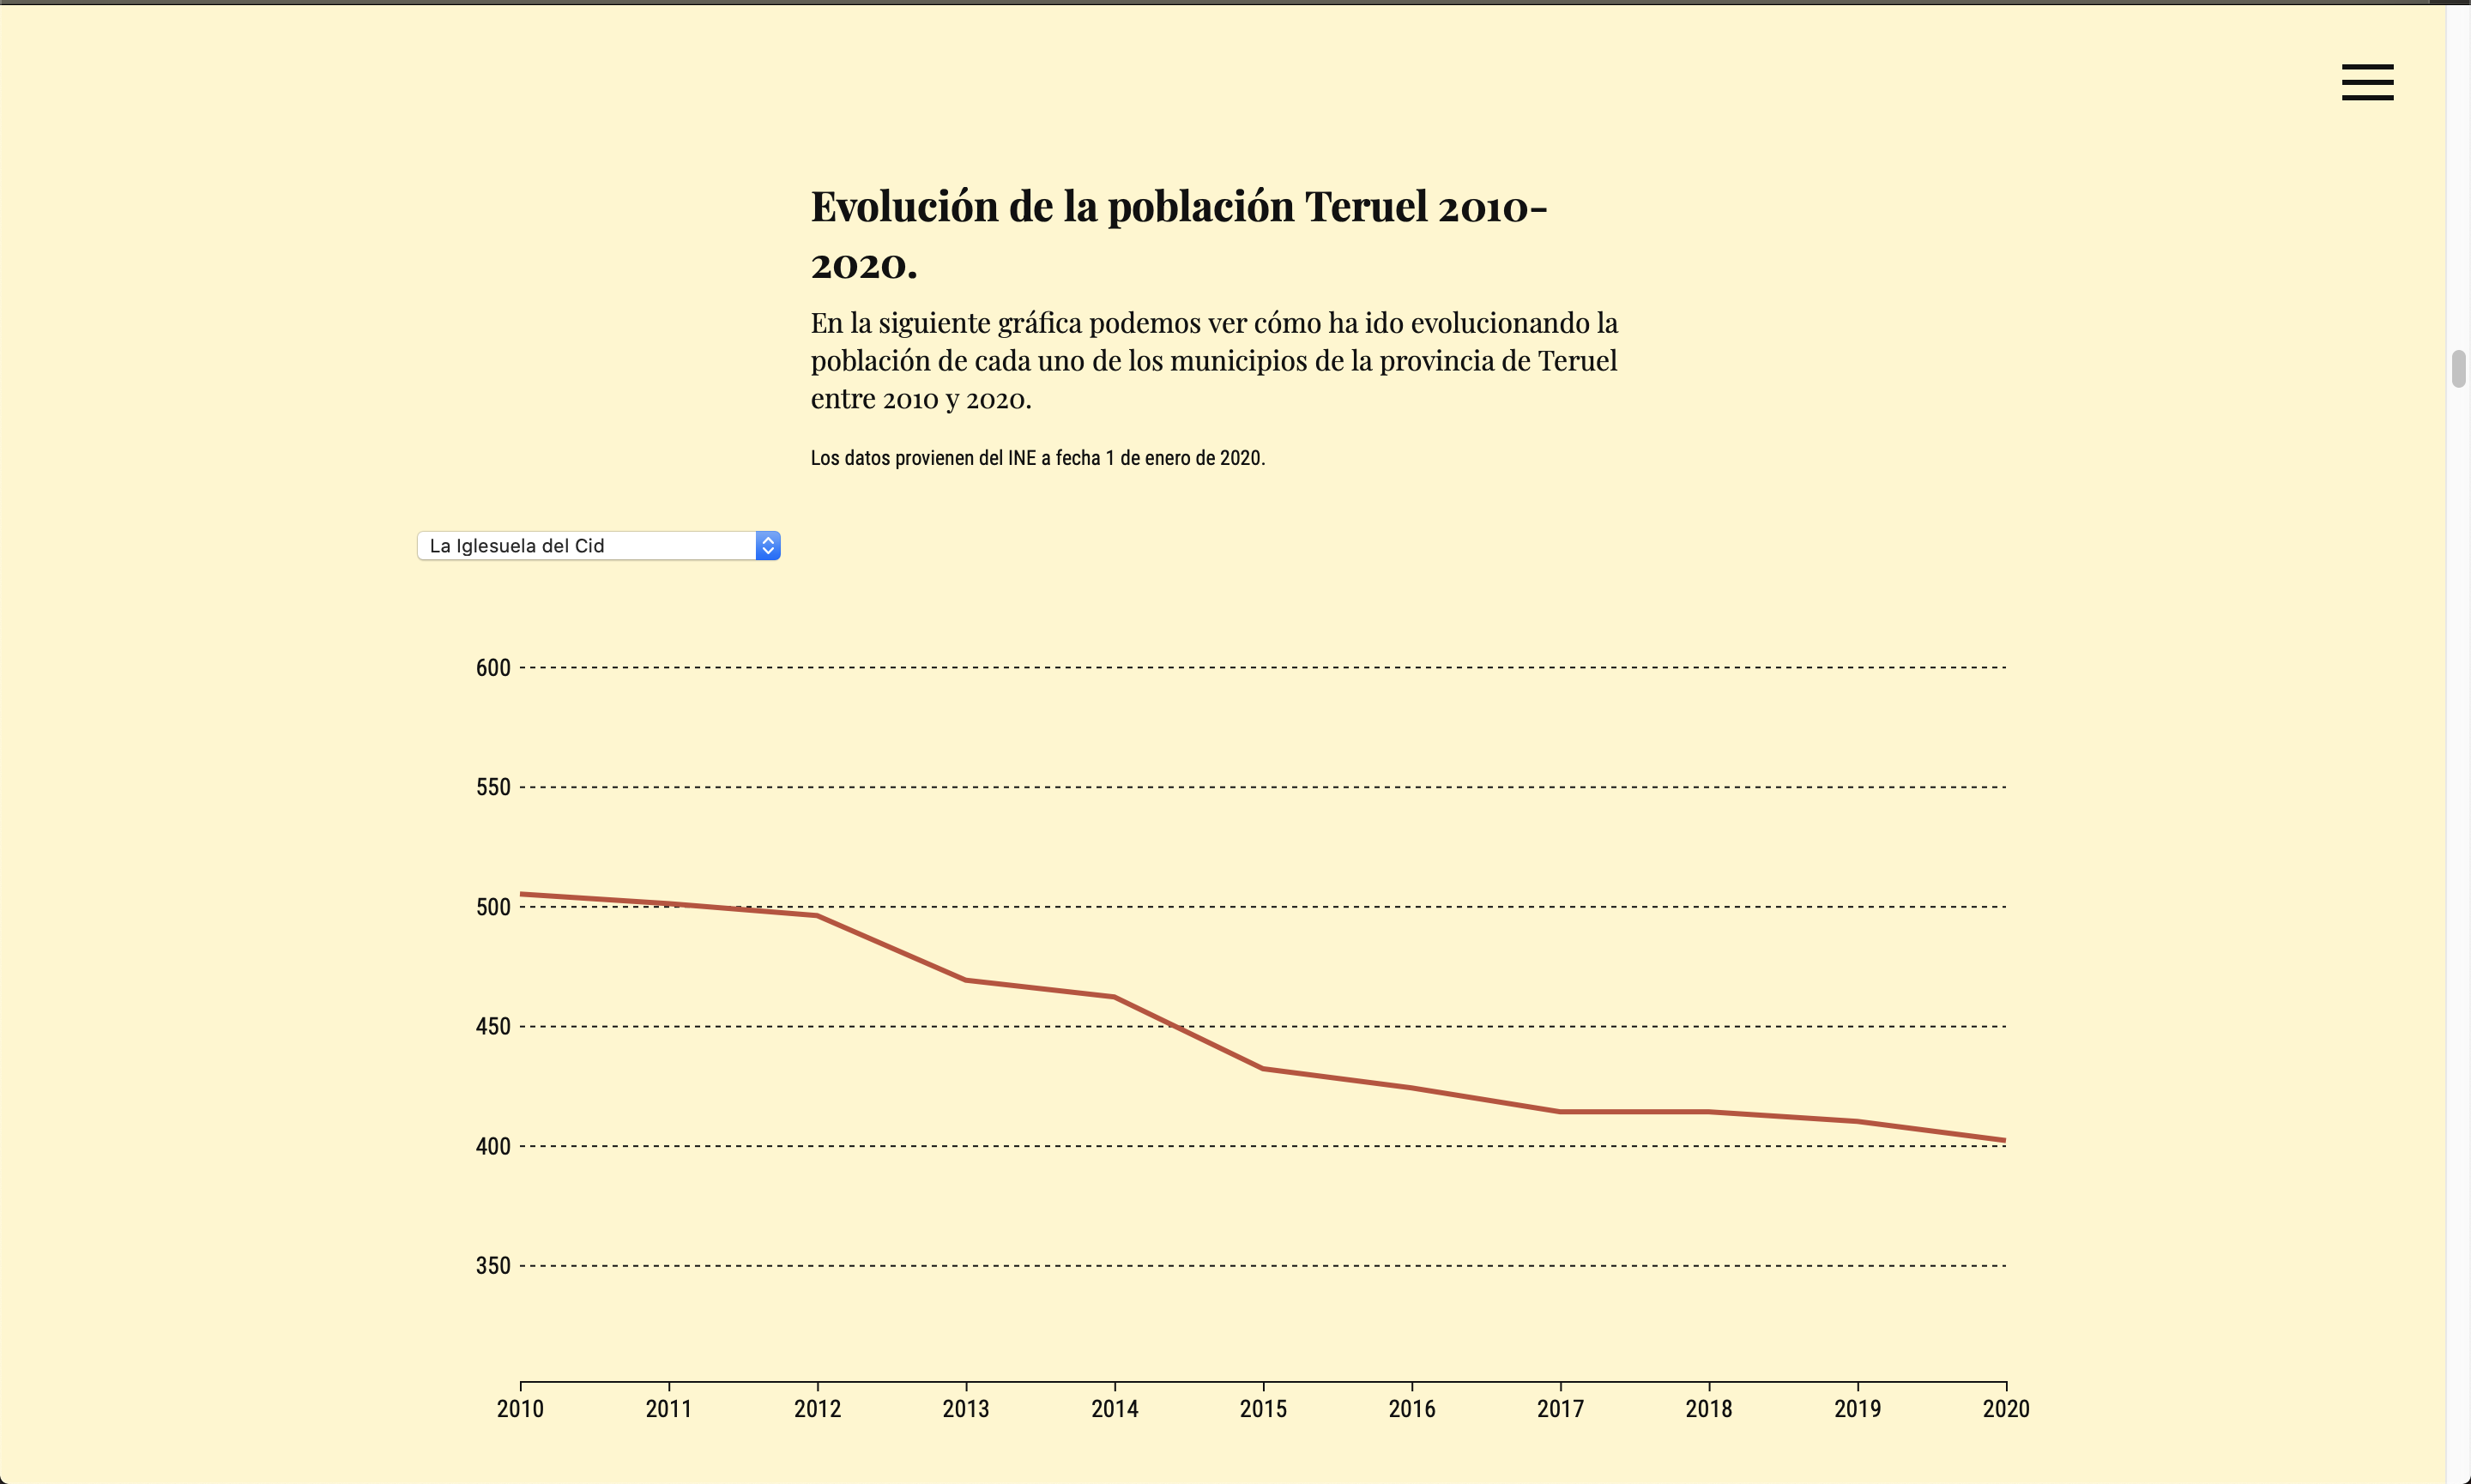 Evolución de la población Teruel 2010-
2020.
En la siguiente gráfica podemos ver cómo ha ido evolucionando la
población de cada uno de los municipios de la provincia de Teruel
entre 2010 y 2020.
Los datos provienen del INE a fecha 1 de enero de 2020.
La Iglesuela del Cid
600
550
500
450
400
350
2010 2011 2012 2013 2014 2015 2016 2017 2018 2019 2020